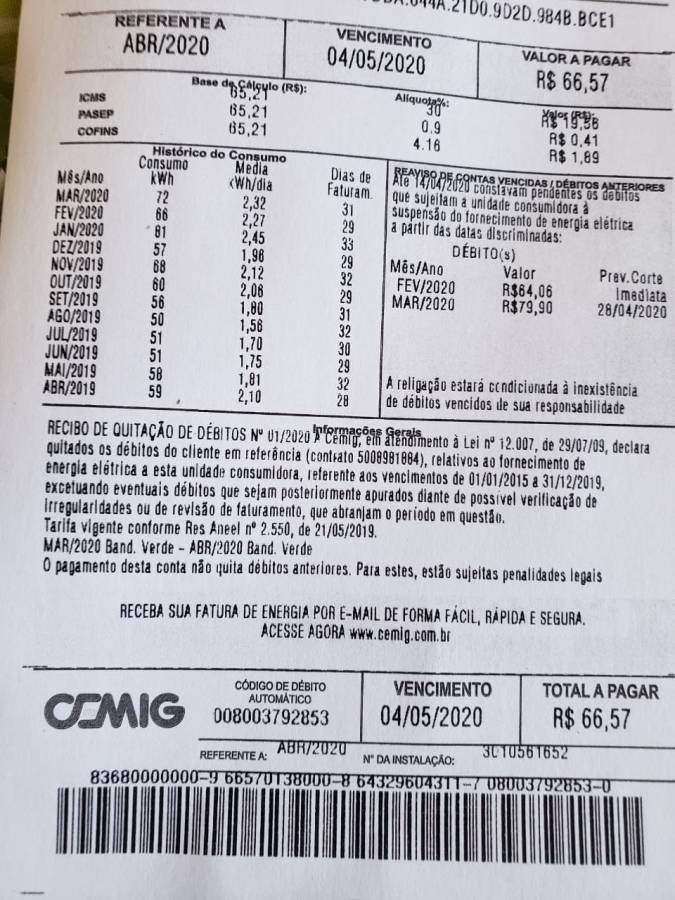 .044A.21D0.9D2D.984B.BCE1
REFERENTE A
ABR/2020
VENCIMENTO
04/05/2020
VALOR A PAGAR
R$ 66,57
Base de Cálculo (R$): Alíquota%: Valor (R$):
ICMS 65,21 30 R$ 19,56
PASEP 65,21 0.9 R$ 0,41
COFINS 65,21 4.16 R$ 1,89
Histórico do Consumo
Mês/Ano Consumo kWh Media kWh/dia Dias de Faturam.
MAR/2020 72 2,32 31
FEV/2020 66 2,27 29
JAN/2020 81 2,45 33
DEZ/2019 57 1,96 29
NOV/2019 68 2,12 32
OUT/2019 60 2,06 29
SET/2019 56 1,80 31
AGO/2019 50 1,56 32
JUL/2019 51 1,70 30
JUN/2019 51 1,75 29
MAI/2019 58 1,81 32
ABR/2019 59 2,10 28
REAVISO DE CONTAS VENCIDAS / DÉBITOS ANTERIORES
Até 14/04/2020 constavam pendentes os débitos
que sujeitam a unidade consumidora à
suspensão do fornecimento de energia elétrica
a partir das datas discriminadas:
DÉBITO(s)
Mês/Ano Valor Prev.Corte
FEV/2020 R$64,06 Imediata
MAR/2020 R$79,90 28/04/2020
A religação estará condicionada à inexistência
de débitos vencidos de sua responsabilidade
Informações Gerais
RECIBO DE QUITAÇÃO DE DÉBITOS Nº 01/2020 A Cemig, em atendimento à Lei nº 12.007, de 29/07/09, declara
quitados os débitos do cliente em referência (contrato 5008981884), relativos ao fornecimento de
energia elétrica a esta unidade consumidora, referente aos vencimentos de 01/01/2015 a 31/12/2019,
excetuando eventuais débitos que sejam posteriormente apurados diante de possível verificação de
irregularidades ou de revisão de faturamento, que abranjam o período em questão.
Tarifa vigente conforme Res Aneel nº 2.550, de 21/05/2019.
MAR/2020 Band. Verde - ABR/2020 Band. Verde
O pagamento desta conta não quita débitos anteriores. Para estes, estão sujeitas penalidades legais
RECEBA SUA FATURA DE ENERGIA POR E-MAIL DE FORMA FÁCIL, RÁPIDA E SEGURA.
ACESSE AGORA www.cemig.com.br
CEMIG
CÓDIGO DE DÉBITO
AUTOMÁTICO
008003792853
VENCIMENTO
04/05/2020
TOTAL A PAGAR
R$ 66,57
REFERENTE A: ABR/2020 Nº DA INSTALAÇÃO: 3010561652
83680000000-9 66570138000-8 64329604311-7 08003792853-0